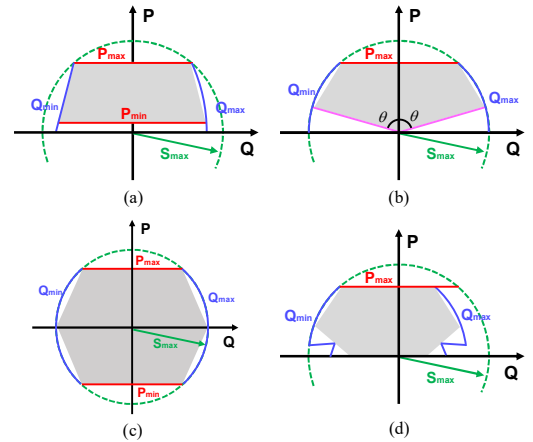 P
Pmax
Qmin
Pmin
Qmax
Q
Smax
(a)
P
Pmax
Qmin
θ θ
Qmax
Q
Smax
(b)
P
Pmax
Qmin
Qmax
Smax
Q
Pmin
(c)
P
Pmax
Qmin
Qmax
Q
Smax
(d)